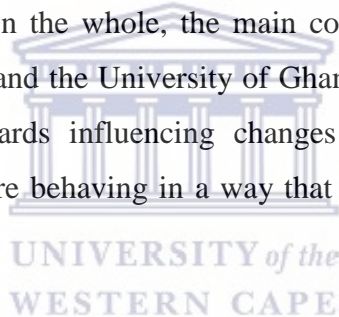 n the whole, the main co
and the University of Ghan
ards influencing changes
re behaving in a way that
UNIVERSITY of the
WESTERN CAPE